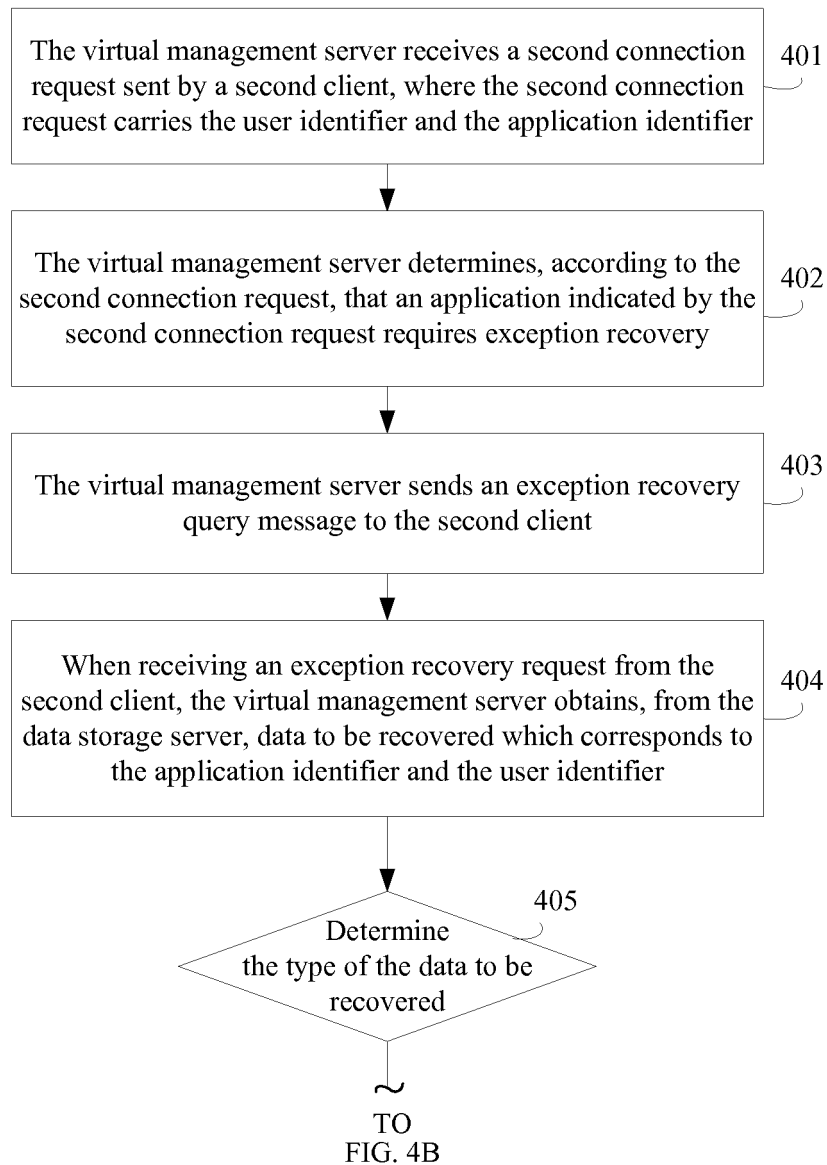 The virtual management server receives a second connection
request sent by a second client, where the second connection
request carries the user identifier and the application identifier
401
The virtual management server determines, according to the
second connection request, that an application indicated by the
second connection request requires exception recovery
402
The virtual management server sends an exception recovery
query message to the second client
403
When receiving an exception recovery request from the
second client, the virtual management server obtains, from the
data storage server, data to be recovered which corresponds to
the application identifier and the user identifier
404
405
Determine
the type of the data to be
recovered
~
TO
FIG. 4B